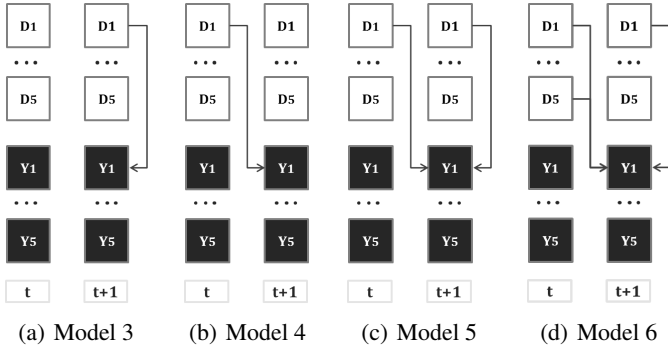 D1 D1 D1 D1 D1 D1 D1 D1
... ... ... ... ... ... ... ...
D5 D5 D5 D5 D5 D5 D5 D5
Y1 Y1 Y1 Y1 Y1 Y1 Y1 Y1
... ... ... ... ... ... ... ...
Y5 Y5 Y5 Y5 Y5 Y5 Y5 Y5
t t+1 t t+1 t t+1 t t+1
(a) Model 3 (b) Model 4 (c) Model 5 (d) Model 6